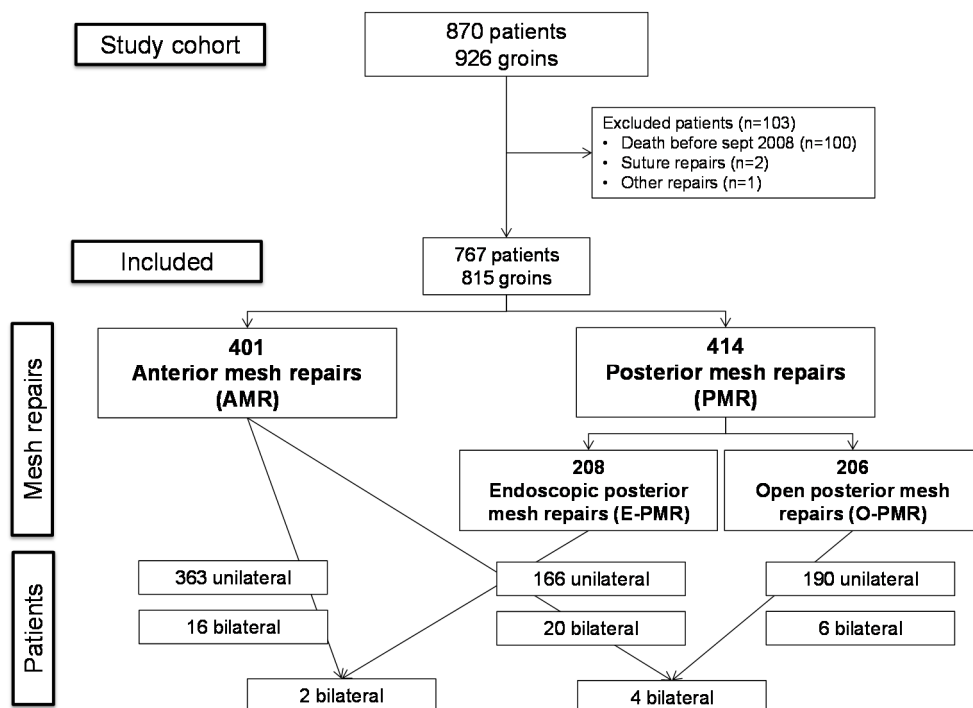 Study cohort
870 patients
926 groins
Excluded patients (n=103)
• Death before sept 2008 (n=100)
• Suture repairs (n=2)
• Other repairs (n=1)
Included
767 patients
815 groins
Mesh repairs
401
Anterior mesh repairs
(AMR)
414
Posterior mesh repairs
(PMR)
208
Endoscopic posterior
mesh repairs (E-PMR)
206
Open posterior mesh
repairs (O-PMR)
Patients
363 unilateral
166 unilateral
190 unilateral
16 bilateral
20 bilateral
6 bilateral
2 bilateral
4 bilateral